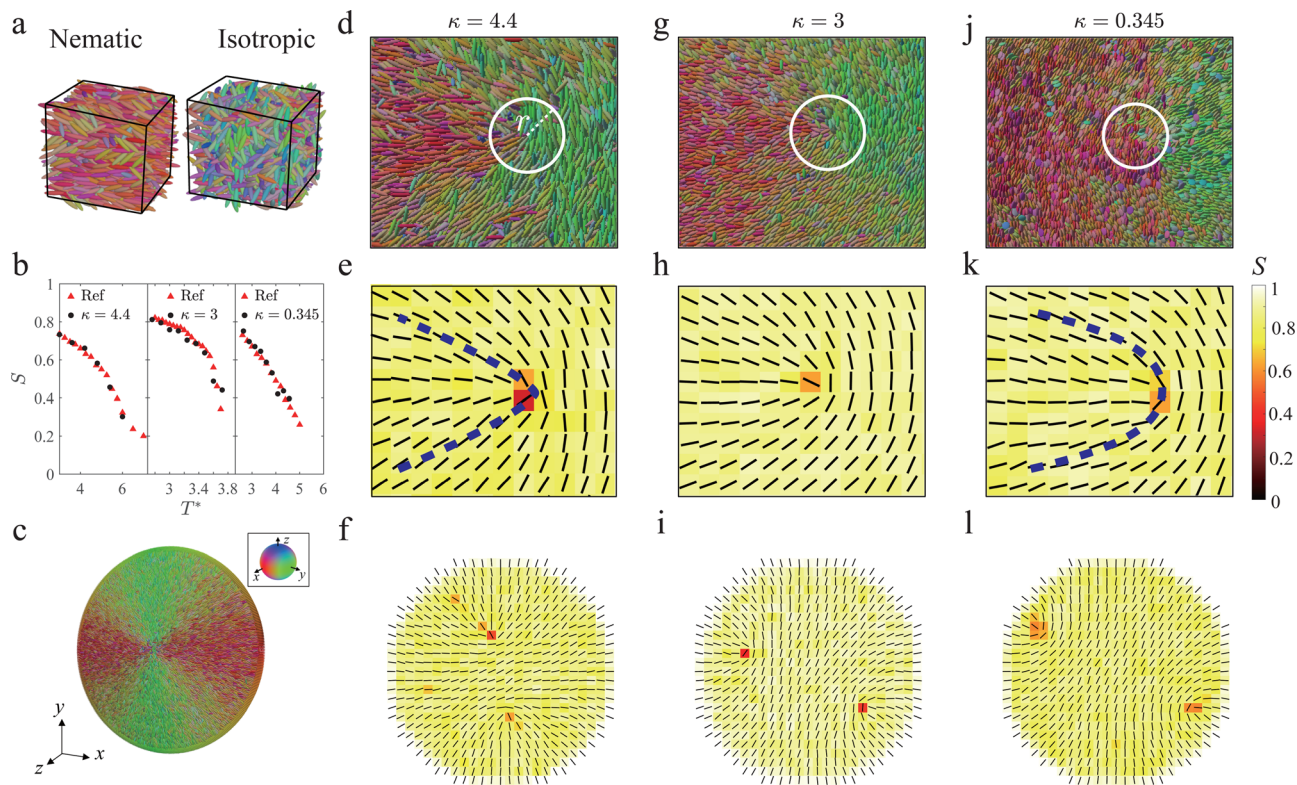 a
Nematic
Isotropic
b
S
1
0.8
0.6
0.4
0.2
0
Ref
κ = 4.4
Ref
κ = 3
Ref
κ = 0.345
4 6 3 3.4 3.8 3 4 5 6
T*
c
z
x
y
y
x
z
d
κ = 4.4
r
e
f
g
κ = 3
h
i
j
κ = 0.345
k
l
S
1
0.8
0.6
0.4
0.2
0